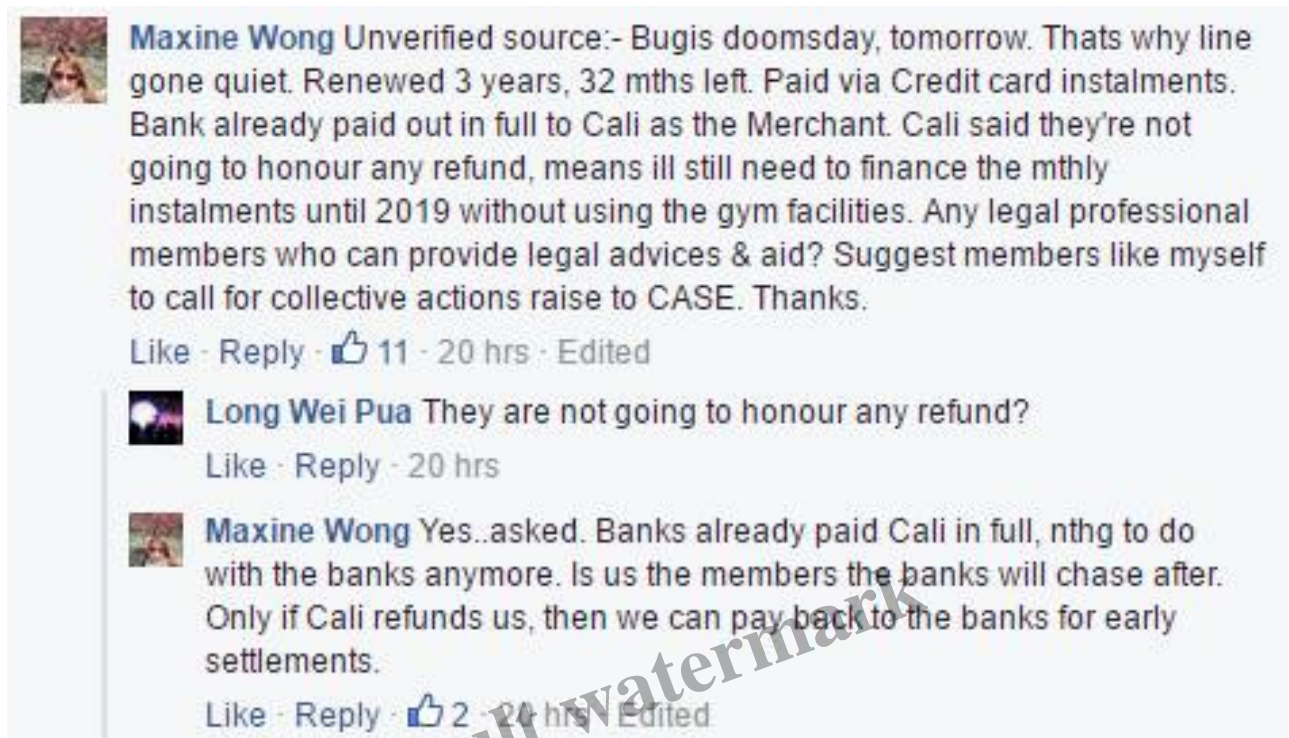 Maxine Wong Unverified source:- Bugis doomsday, tomorrow. Thats why line
gone quiet. Renewed 3 years, 32 mths left. Paid via Credit card instalments.
Bank already paid out in full to Cali as the Merchant. Cali said they're not
going to honour any refund, means ill still need to finance the mthly
instalments until 2019 without using the gym facilities. Any legal professional
members who can provide legal advices & aid? Suggest members like myself
to call for collective actions raise to CASE. Thanks.
Like · Reply · 11 · 20 hrs · Edited
Long Wei Pua They are not going to honour any refund?
Like · Reply · 20 hrs
Maxine Wong Yes..asked. Banks already paid Cali in full, nthg to do
with the banks anymore. Is us the members the banks will chase after.
Only if Cali refunds us, then we can pay back to the banks for early
settlements.
Like · Reply · 2 · 20 hrs · Edited
watermark